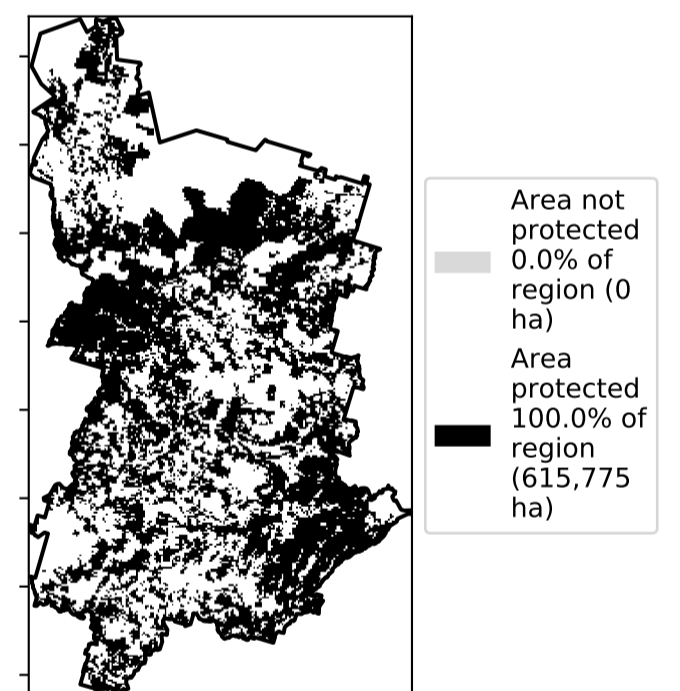 Area not
protected
0.0% of
region (0
ha)
Area
protected
100.0% of
region
(615,775
ha)